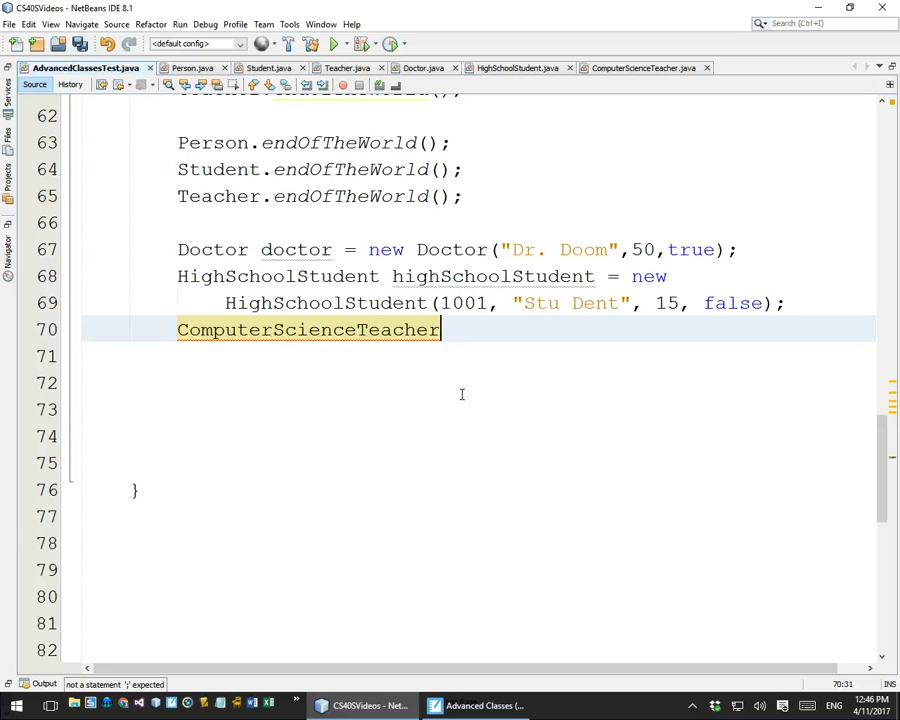 CS40SVideos - NetBeans IDE 8.1
File Edit View Navigate Source Refactor Run Debug Profile Team Tools Window Help
Search (Ctrl+I)
<default config>
AdvancedClassesTest.java Person.java Student.java Teacher.java Doctor.java HighSchoolStudent.java ComputerScienceTeacher.java
Source History
Services
Files
Projects
Navigator
62
63 Person.endOfTheWorld();
64 Student.endOfTheWorld();
65 Teacher.endOfTheWorld();
66
67 Doctor doctor = new Doctor("Dr. Doom",50,true);
68 HighSchoolStudent highSchoolStudent = new
69 HighSchoolStudent(1001, "Stu Dent", 15, false);
70 ComputerScienceTeacher
71
72
73
74
75
76 }
77
78
79
80
81
82
Output not a statement ';' expected 70:31 INS
CS40SVideos - Net... Advanced Classes (... ENG 12:46 PM
4/11/2017